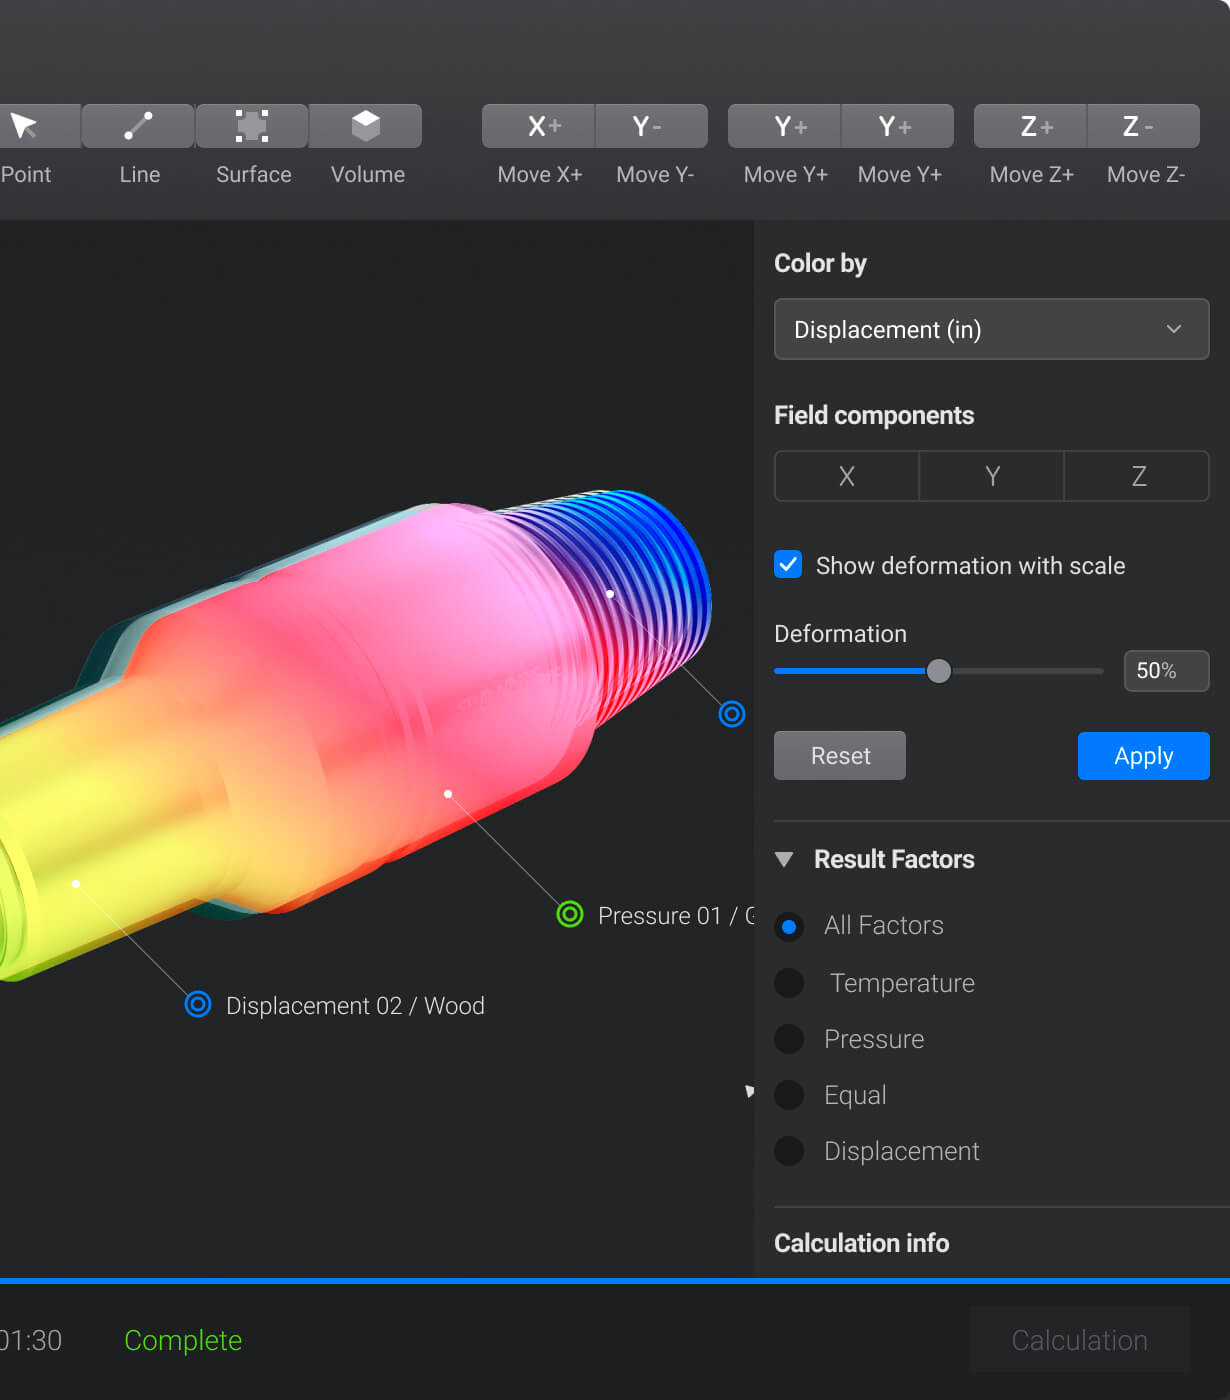 X+ Y- Y+ Y+ Z+ Z-
Point Line Surface Volume Move X+ Move Y- Move Y+ Move Y+ Move Z+ Move Z-
Color by
Displacement (in)
Field components
X Y Z
Show deformation with scale
Deformation
50%
Reset Apply
Result Factors
All Factors
Temperature
Pressure
Equal
Displacement
Calculation info
Pressure 01 /
Displacement 02 / Wood
01:30 Complete Calculation